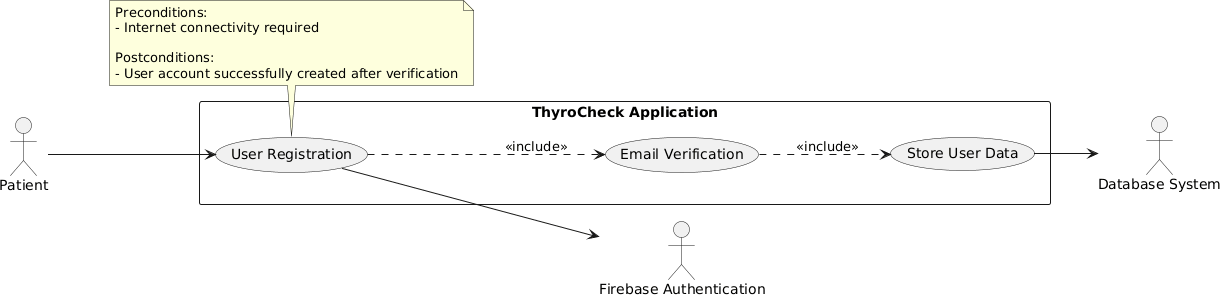 Preconditions:
- Internet connectivity required
Postconditions:
- User account successfully created after verification
ThyroCheck Application
User Registration
«include»
Email Verification
«include»
Store User Data
Patient
Database System
Firebase Authentication